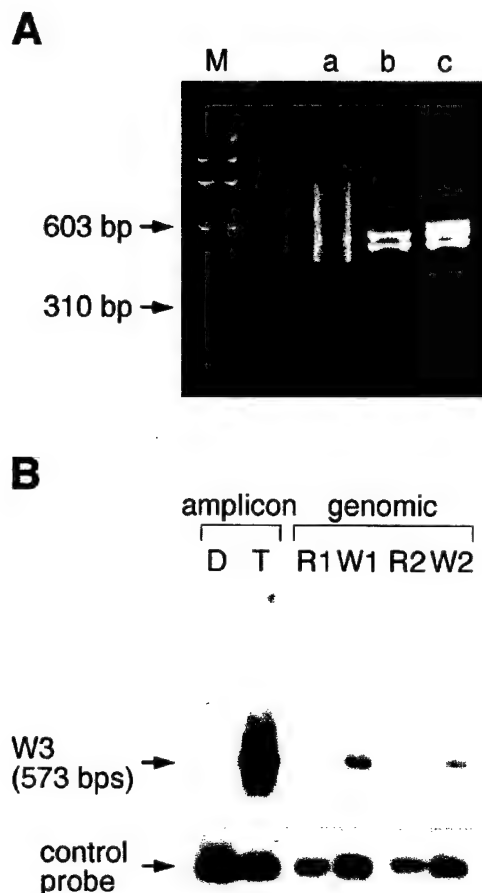 A
M a b c
603 bp
310 bp
B
amplicon genomic
D T R1 W1 R2 W2
W3
(573 bps)
control
probe